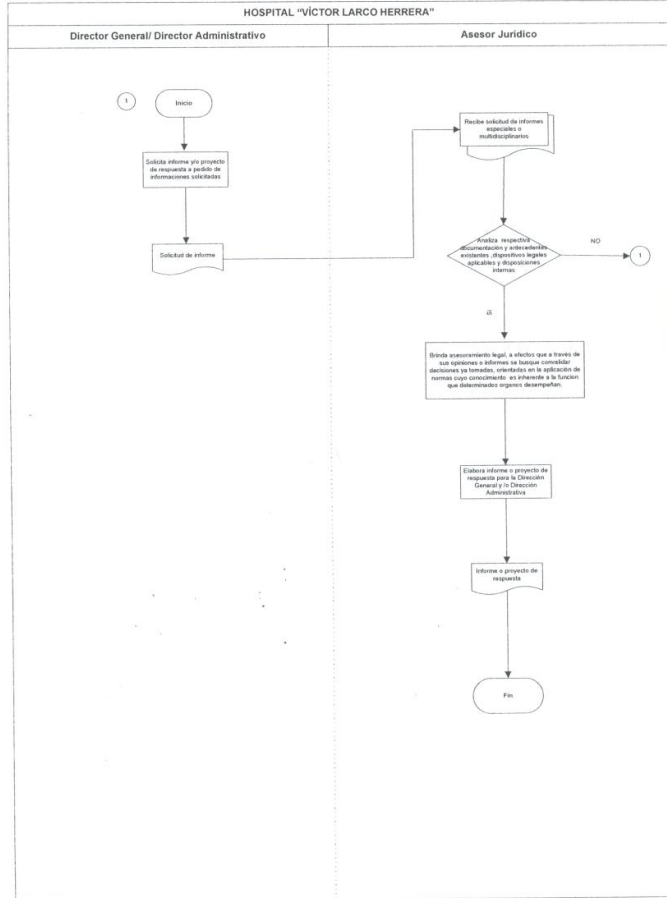 HOSPITAL "VÍCTOR LARCO HERRERA"
Director General/ Director Administrativo
Asesor Juridico
1
Inicio
Solicita informe y/o proyecto
de respuesta a pedido de
informaciones solicitadas
Solicitud de informe
Recibe solicitud de informes
especiales o
multidisciplinarios
Analiza respectiva
documentación y antecedentes
existentes ,dispositivos legales
aplicables y disposiciones
internas
NO
1
Brinda asesoramiento legal, a efectos que a través de
sus opiniones o informes se busque convalidar
decisiones ya tomadas, orientadas en la aplicación de
normas cuyo conocimiento es inherente a la funcion
que determinados organos desempeñan.
Elabora informe o proyecto de
respuesta para la Dirección
General y /o Dirección
Administrativa
Informe o proyecto de
respuesta
Fin